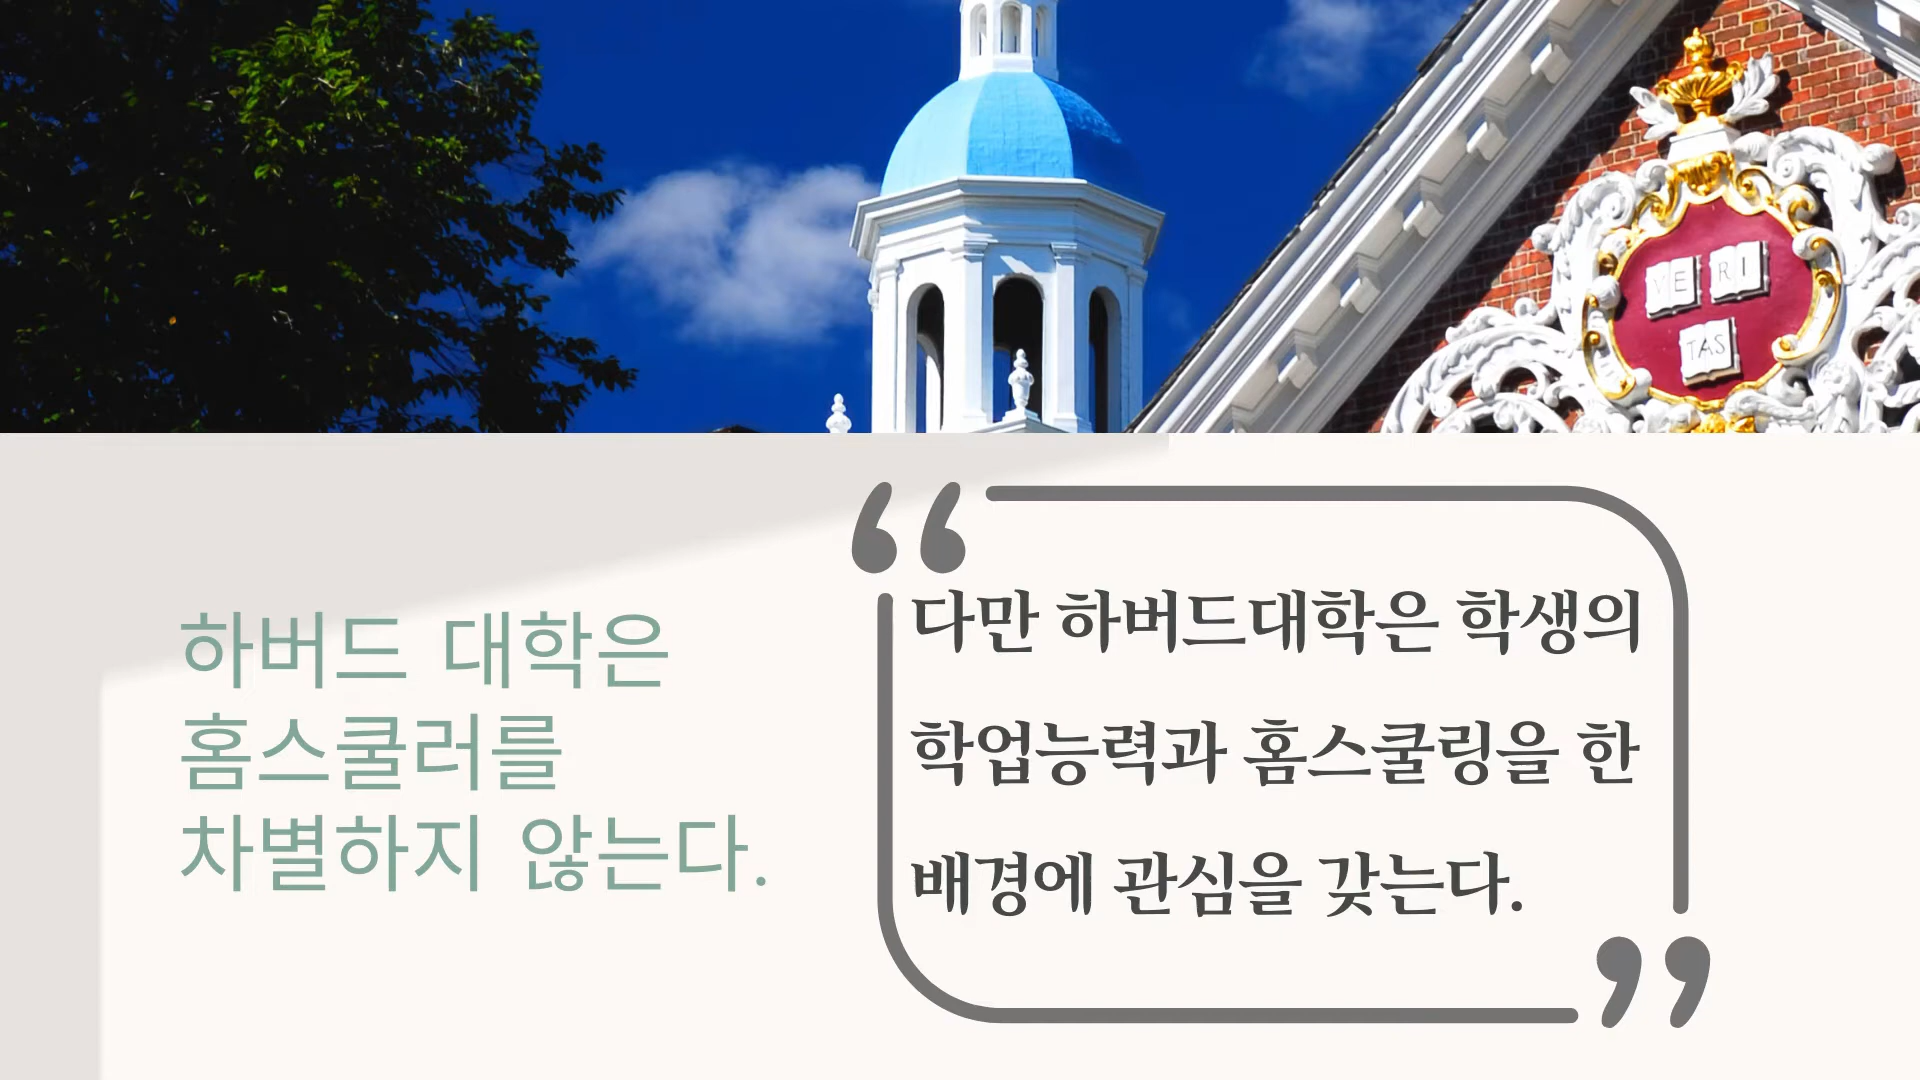 VE RI
TAS
하버드 대학은
홈스쿨러를
차별하지 않는다.
“다만 하버드대학은 학생의
학업능력과 홈스쿨링을 한
배경에 관심을 갖는다.”